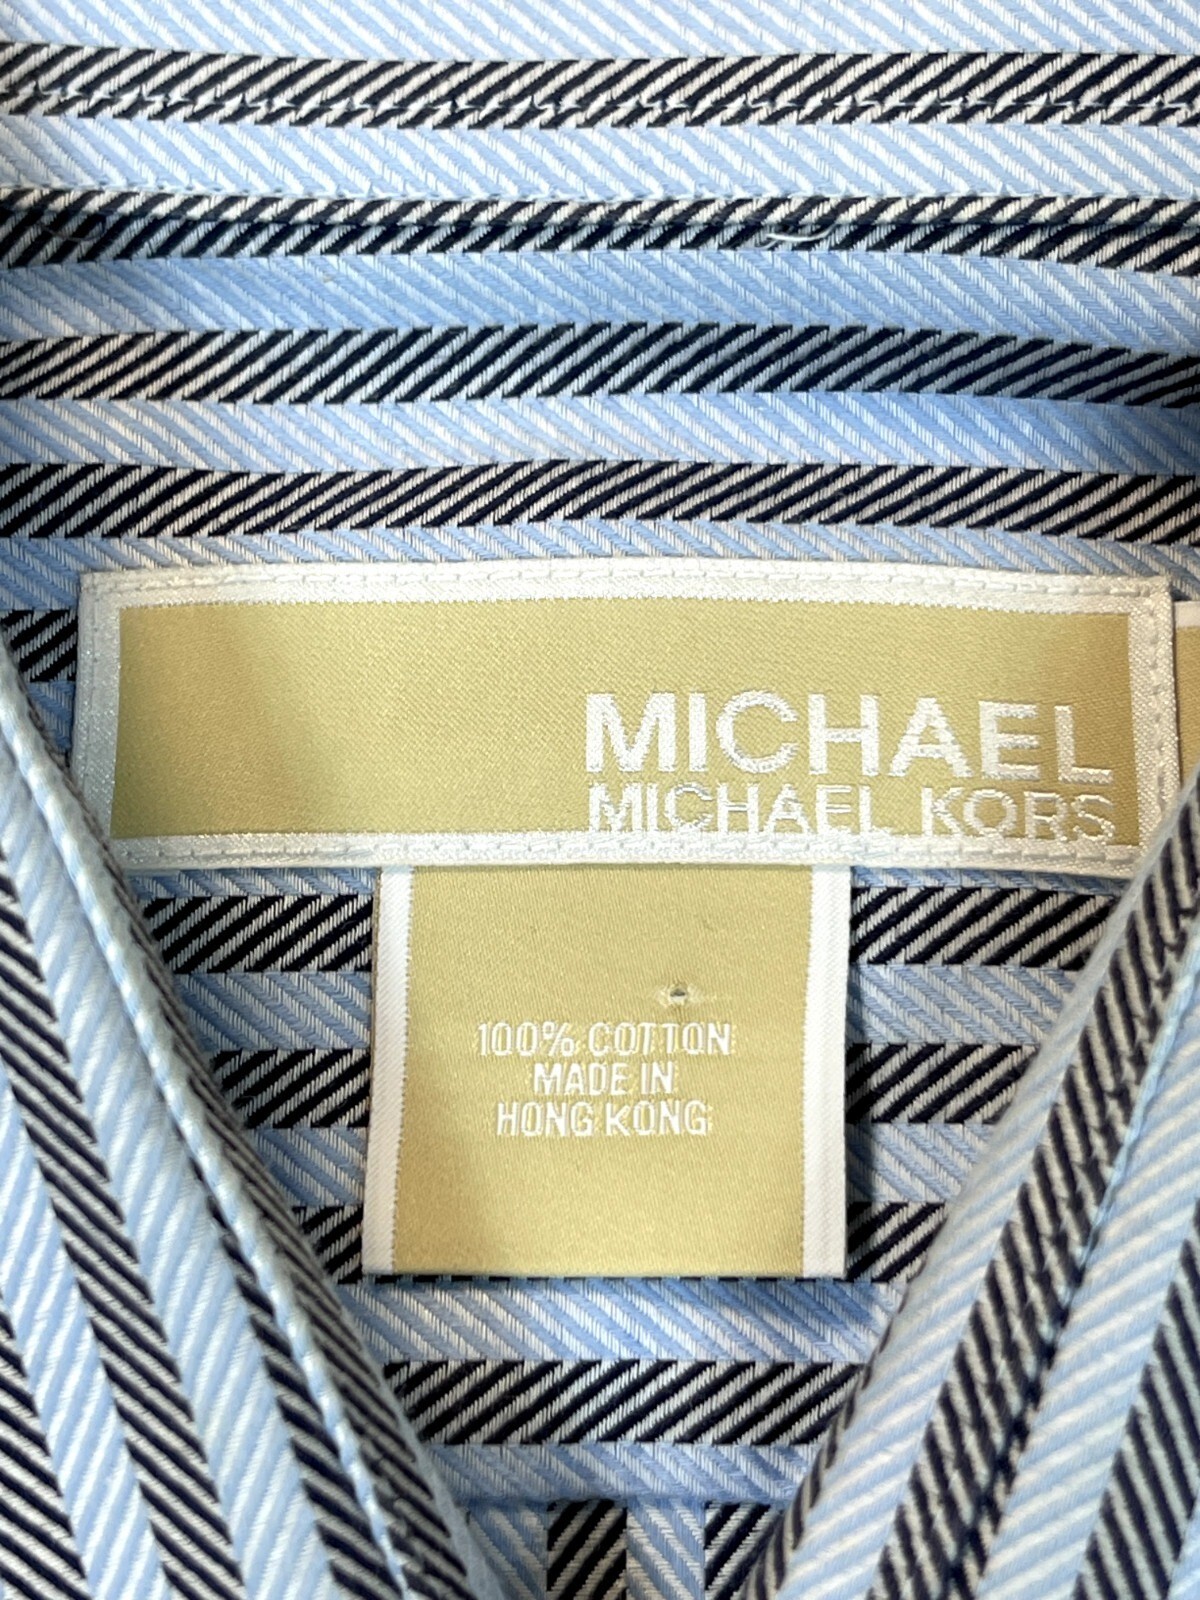 MICHAEL
MICHAEL KORS
100% COTTON
MADE IN
HONG KONG